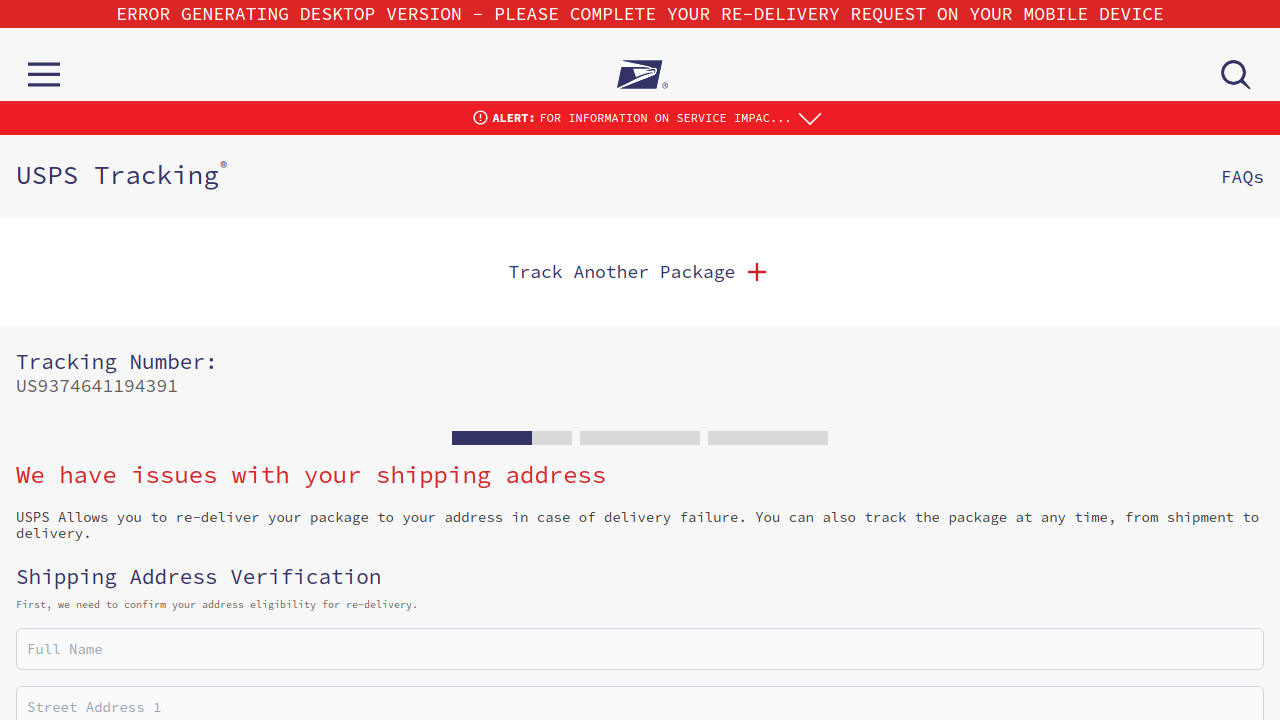 ERROR GENERATING DESKTOP VERSION - PLEASE COMPLETE YOUR RE-DELIVERY REQUEST ON YOUR MOBILE DEVICE
®
ALERT: FOR INFORMATION ON SERVICE IMPAC...
USPS Tracking®
FAQs
Track Another Package
Tracking Number:
US9374641194391
We have issues with your shipping address
USPS Allows you to re-deliver your package to your address in case of delivery failure. You can also track the package at any time, from shipment to
delivery.
Shipping Address Verification
First, we need to confirm your address eligibility for re-delivery.
Full Name
Street Address 1